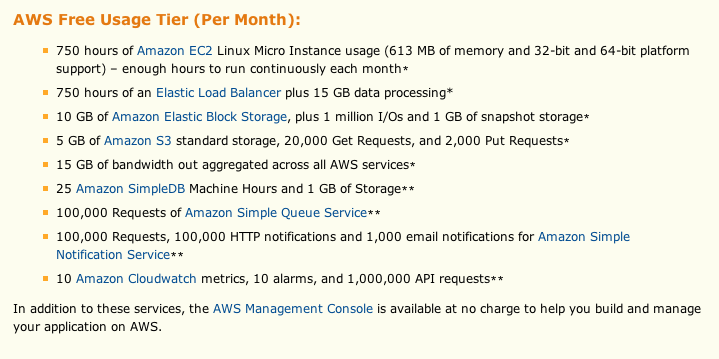 AWS Free Usage Tier (Per Month):
750 hours of Amazon EC2 Linux Micro Instance usage (613 MB of memory and 32-bit and 64-bit platform
support) – enough hours to run continuously each month*
750 hours of an Elastic Load Balancer plus 15 GB data processing*
10 GB of Amazon Elastic Block Storage, plus 1 million I/Os and 1 GB of snapshot storage*
5 GB of Amazon S3 standard storage, 20,000 Get Requests, and 2,000 Put Requests*
15 GB of bandwidth out aggregated across all AWS services*
25 Amazon SimpleDB Machine Hours and 1 GB of Storage**
100,000 Requests of Amazon Simple Queue Service**
100,000 Requests, 100,000 HTTP notifications and 1,000 email notifications for Amazon Simple
Notification Service**
10 Amazon Cloudwatch metrics, 10 alarms, and 1,000,000 API requests**
In addition to these services, the AWS Management Console is available at no charge to help you build and manage
your application on AWS.